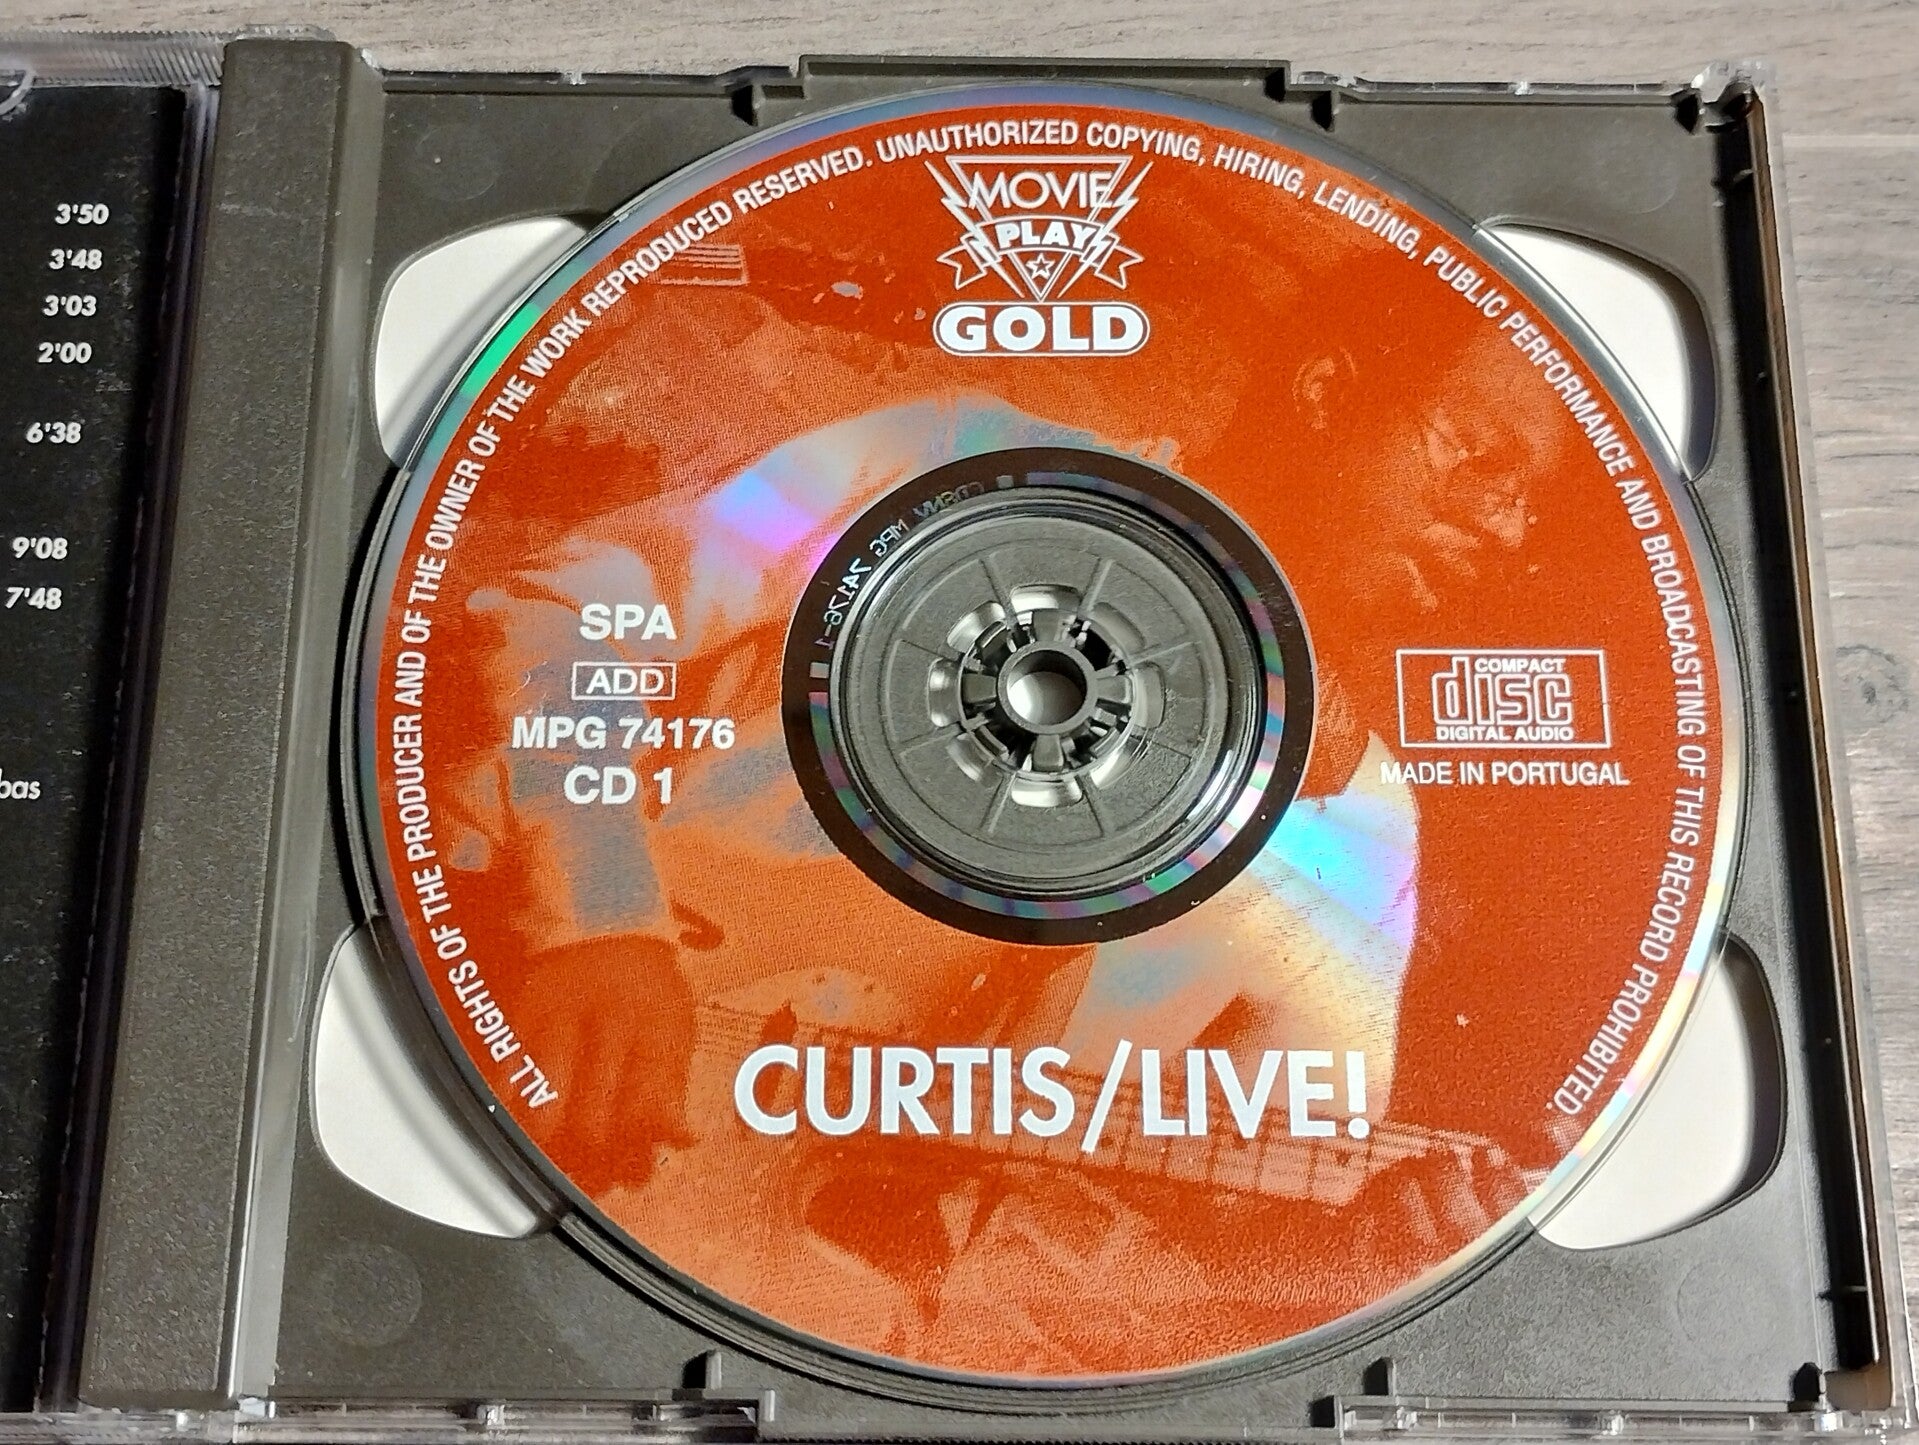 3'50
3'48
3'03
2'00
6'38
9'08
7'48
bas
ALL RIGHTS OF THE PRODUCER AND OF THE OWNER OF THE WORK REPRODUCED RESERVED. UNAUTHORIZED COPYING, HIRING, LENDING, PUBLIC PERFORMANCE AND BROADCASTING OF THIS RECORD PROHIBITED.
MOVIE
PLAY
GOLD
MPG 74176-1
SPA
ADD
MPG 74176
CD 1
COMPACT
disc
DIGITAL AUDIO
MADE IN PORTUGAL
CURTIS/LIVE!